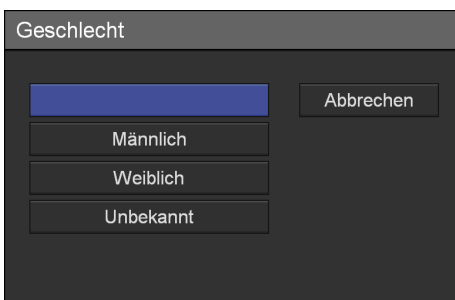 Geschlecht
Abbrechen
Männlich
Weiblich
Unbekannt